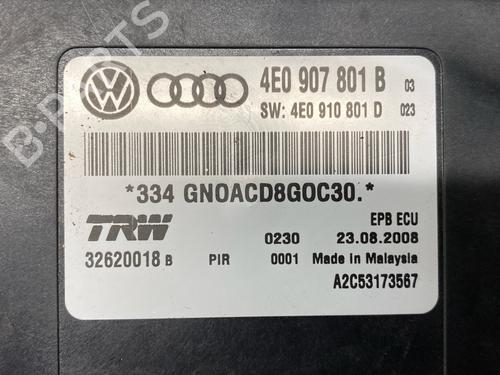 4E0 907 801 B 03
SW: 4E0 910 801 D 023
*334 GNOACD8GOC30.*
TRW
EPB ECU
0230 23.08.2008
32620018 B PIR 0001 Made in Malaysia
A2C53173567
B-PARTS